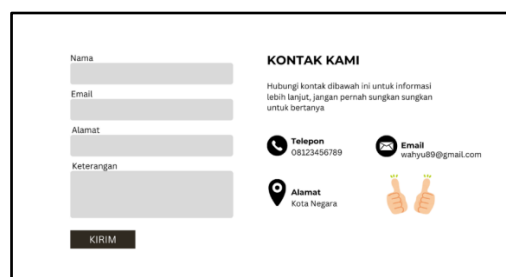 Nama
Email
Alamat
Keterangan
KIRIM
KONTAK KAMI
Hubungi kontak dibawah ini untuk informasi
lebih lanjut, jangan pernah sungkan sungkan
untuk bertanya
Telepon
08123456789
Email
wahyu89@gmail.com
Alamat
Kota Negara